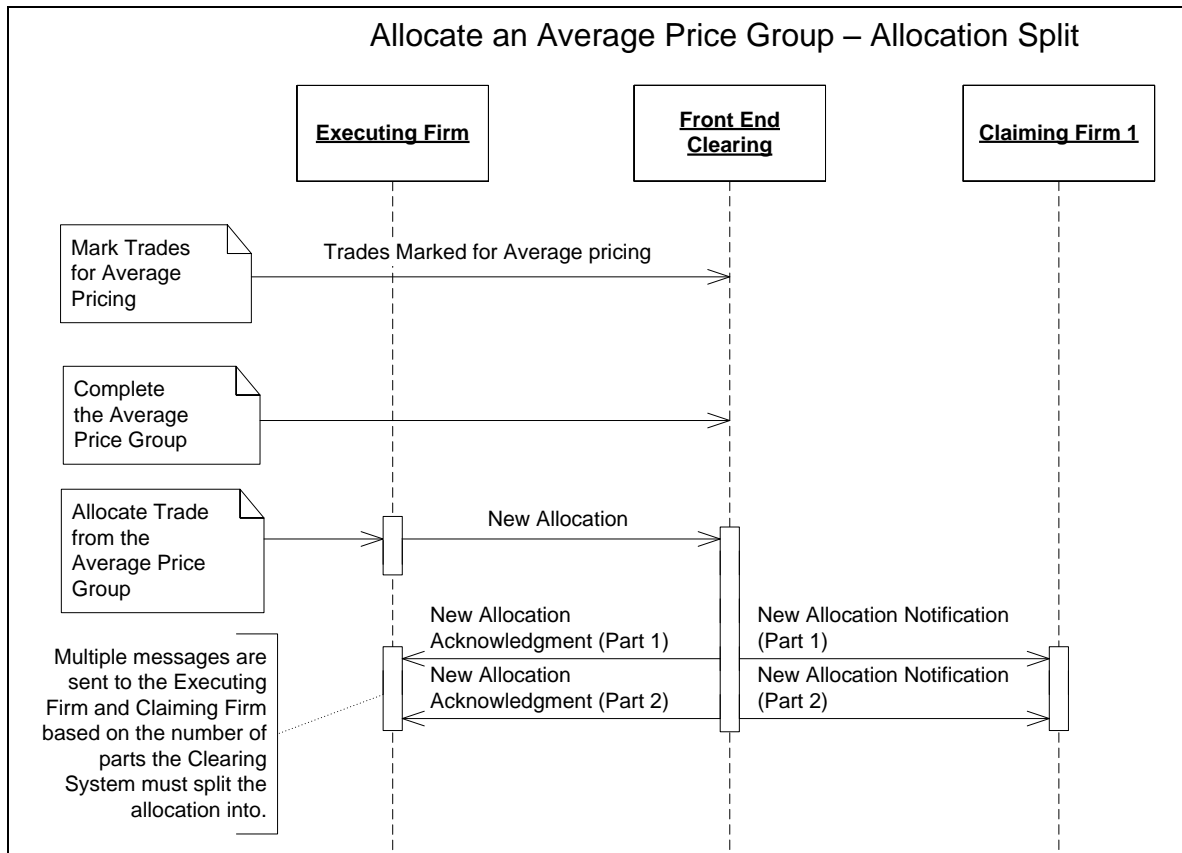 Allocate an Average Price Group – Allocation Split
Executing Firm
Front End
Clearing
Claiming Firm 1
Mark Trades
for Average
Pricing
Trades Marked for Average pricing
Complete
the Average
Price Group
Allocate Trade
from the
Average Price
Group
New Allocation
New Allocation
Acknowledgment (Part 1)
New Allocation Notification
(Part 1)
New Allocation
Acknowledgment (Part 2)
New Allocation Notification
(Part 2)
Multiple messages are
sent to the Executing
Firm and Claiming Firm
based on the number of
parts the Clearing
System must split the
allocation into.